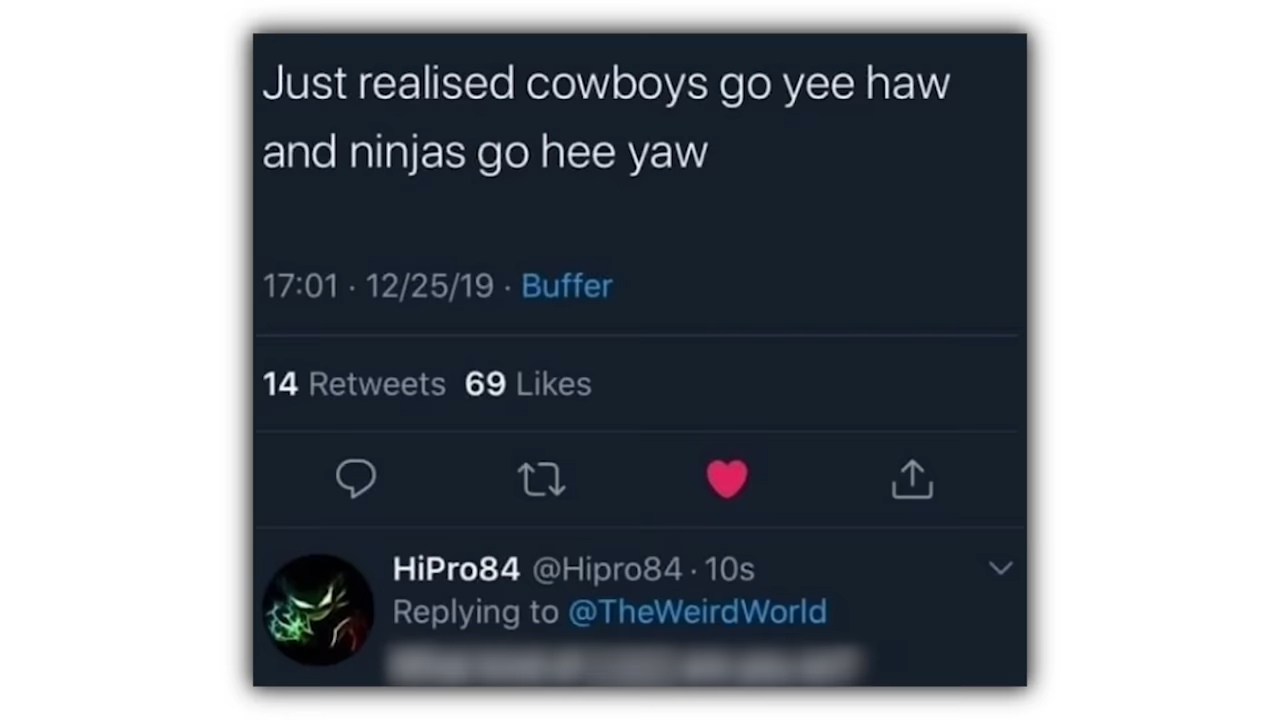 Just realised cowboys go yee haw
and ninjas go hee yaw
17:01 · 12/25/19 · Buffer
14 Retweets 69 Likes
HiPro84 @Hipro84 · 10s
Replying to @TheWeirdWorld